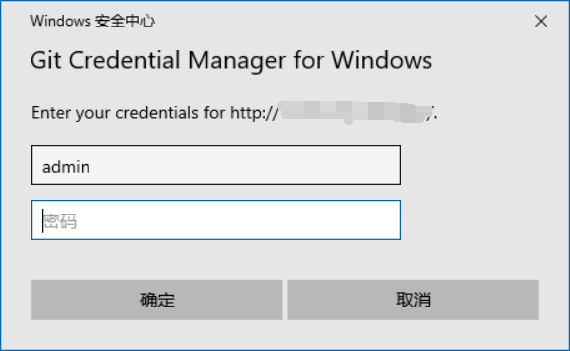 Windows 安全中心
Git Credential Manager for Windows
Enter your credentials for http:///.
admin
密码
确定 取消